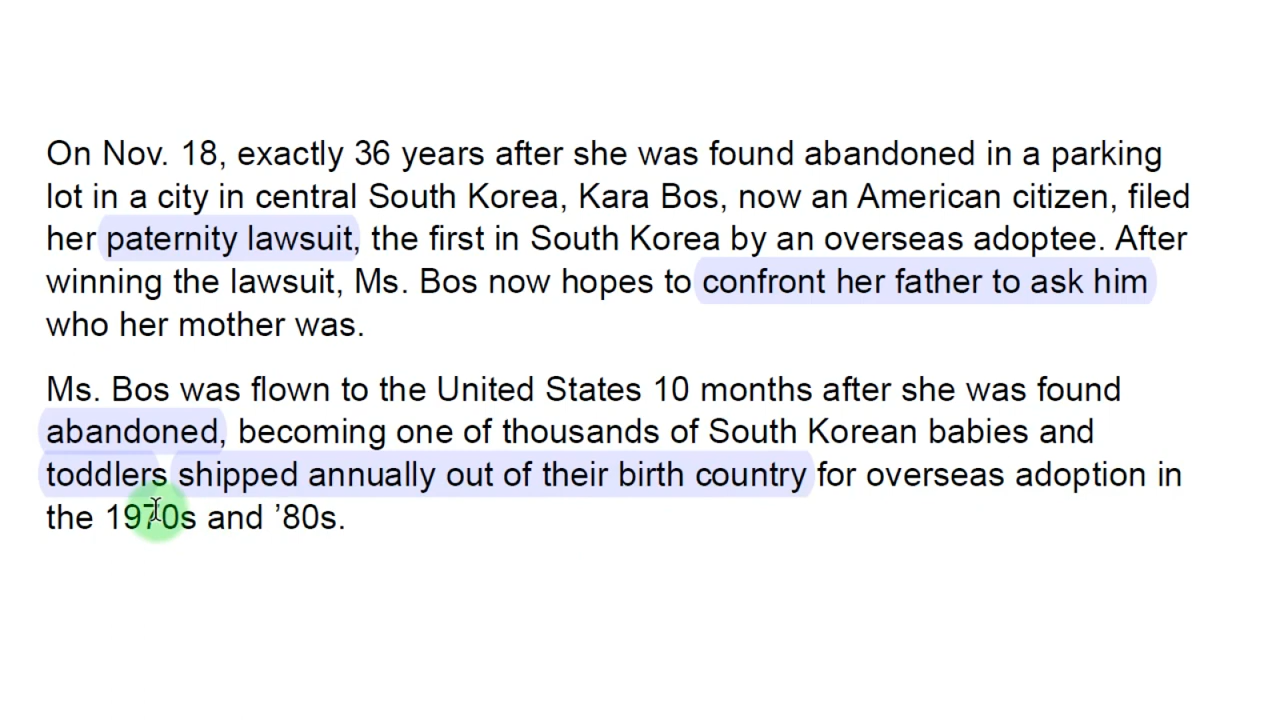 On Nov. 18, exactly 36 years after she was found abandoned in a parking
lot in a city in central South Korea, Kara Bos, now an American citizen, filed
her paternity lawsuit, the first in South Korea by an overseas adoptee. After
winning the lawsuit, Ms. Bos now hopes to confront her father to ask him
who her mother was.
Ms. Bos was flown to the United States 10 months after she was found
abandoned, becoming one of thousands of South Korean babies and
toddlers shipped annually out of their birth country for overseas adoption in
the 1970s and ’80s.